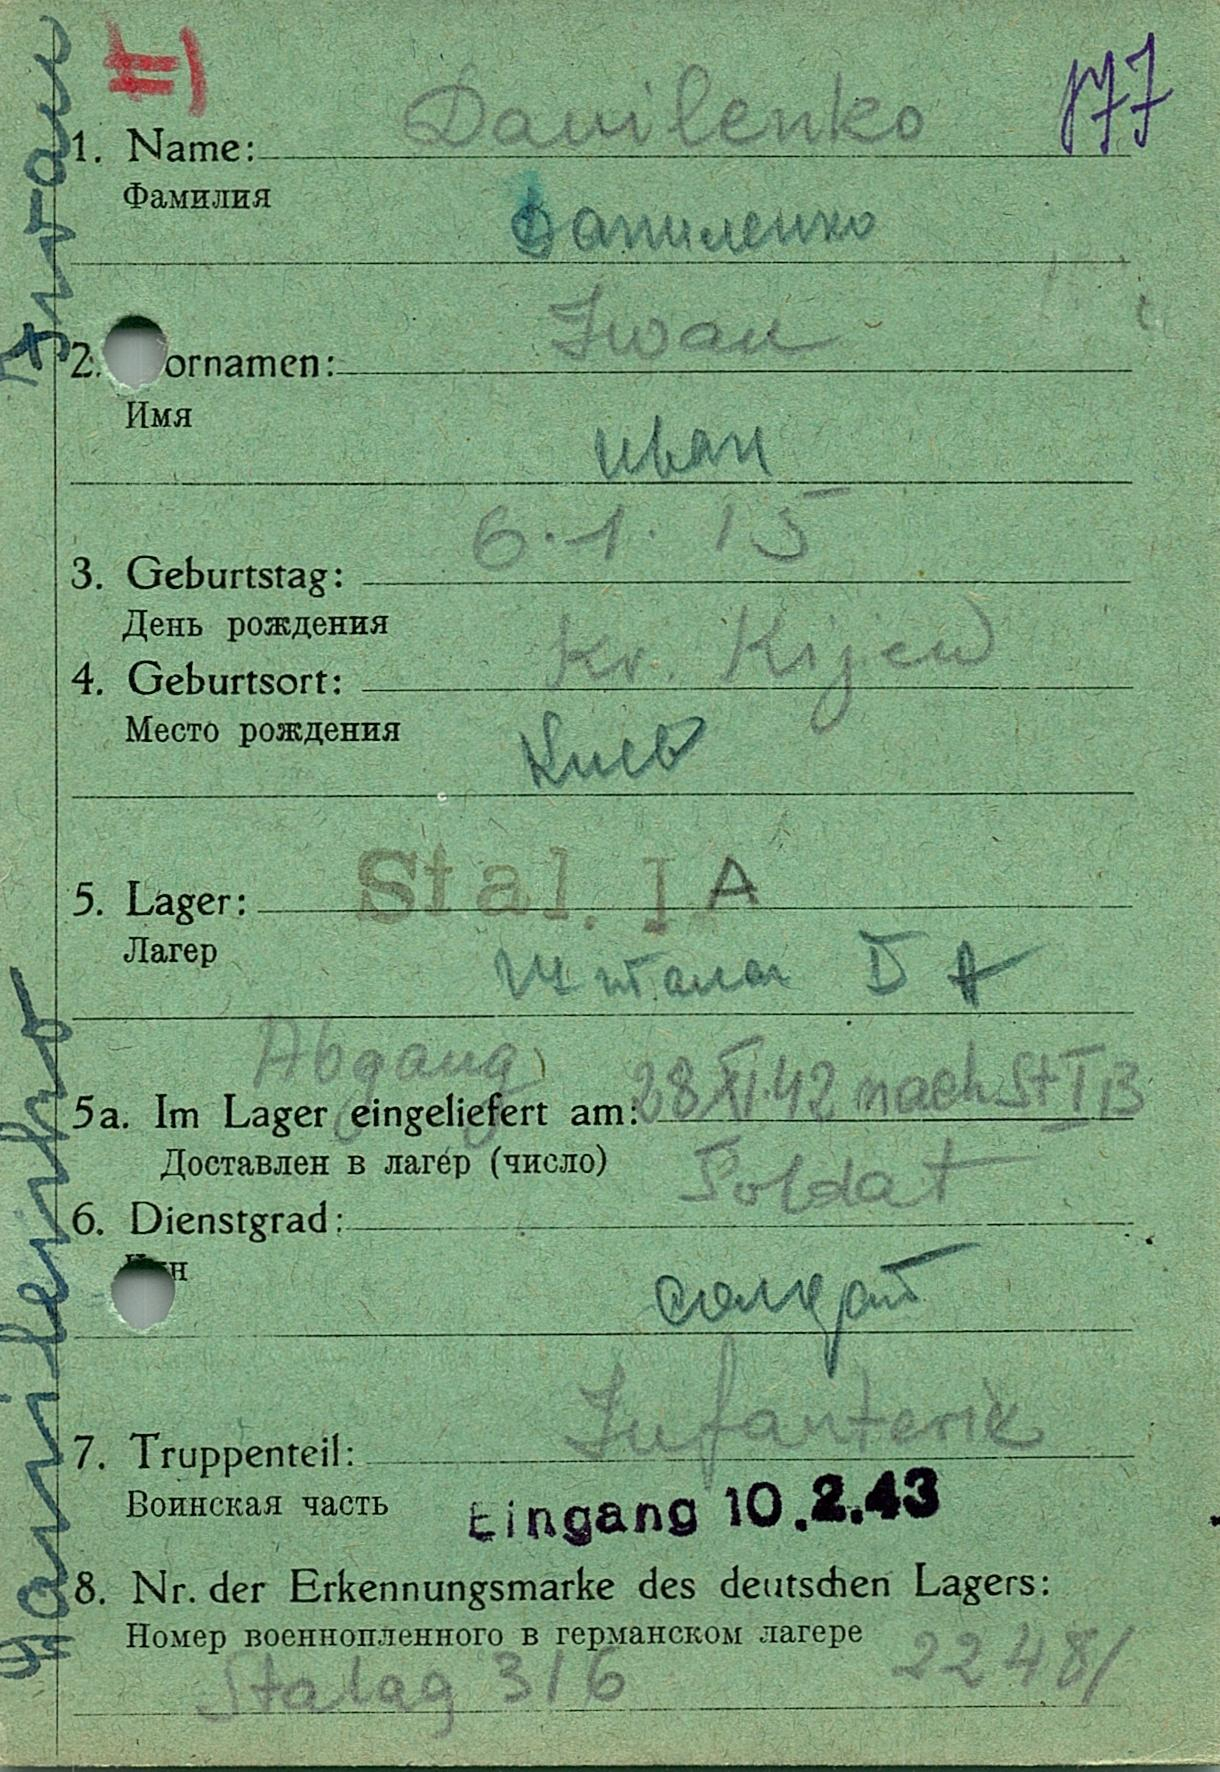 =)
177
1. Name: Danilenko
Фамилия
Даниленко
2. ornamen: Iwan
Имя
иван
3. Geburtstag: 6.1.15
День рождения
4. Geburtsort: Kr. Kijew
Место рождения
Киев
5. Lager: Stal. I A
Лагер
A
Abgang 28 XI.42 nach St I B
5a. Im Lager eingeliefert am:
Доставлен в лагер (число)
6. Dienstgrad: Soldat
солдат
7. Truppenteil: Infanterie
Воинская часть
Eingang 10.2.43
8. Nr. der Erkennungsmarke des deutschen Lagers:
Номер военнопленного в германском лагере
Stalag 316 22481
Danilenko Iwan